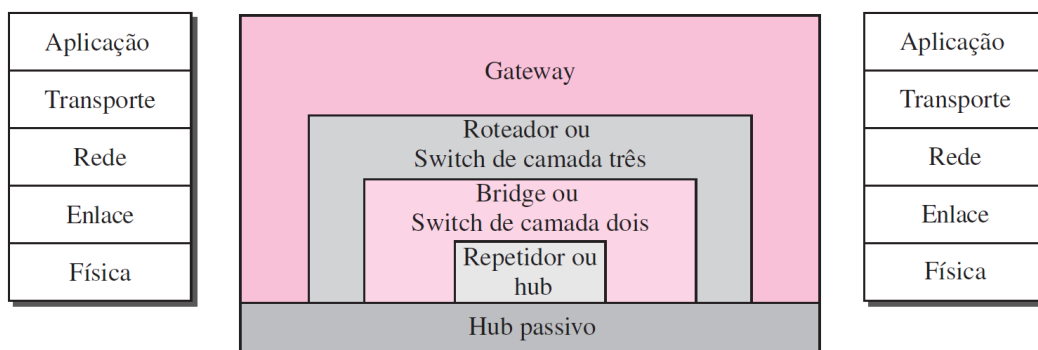 Aplicação
Transporte
Rede
Enlace
Física
Gateway
Roteador ou
Switch de camada três
Bridge ou
Switch de camada dois
Repetidor ou
hub
Hub passivo
Aplicação
Transporte
Rede
Enlace
Física